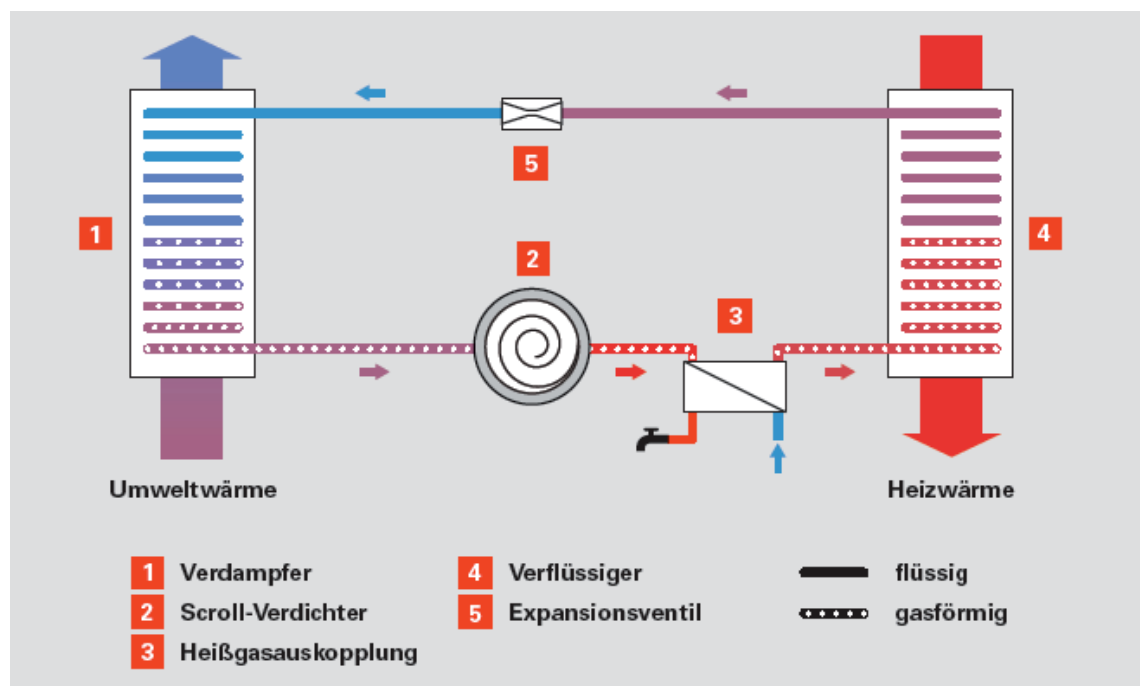 5
1
4
2
3
Umweltwärme
Heizwärme
1 Verdampfer
4 Verflüssiger
flüssig
2 Scroll-Verdichter
5 Expansionsventil
gasförmig
3 Heißgasauskopplung